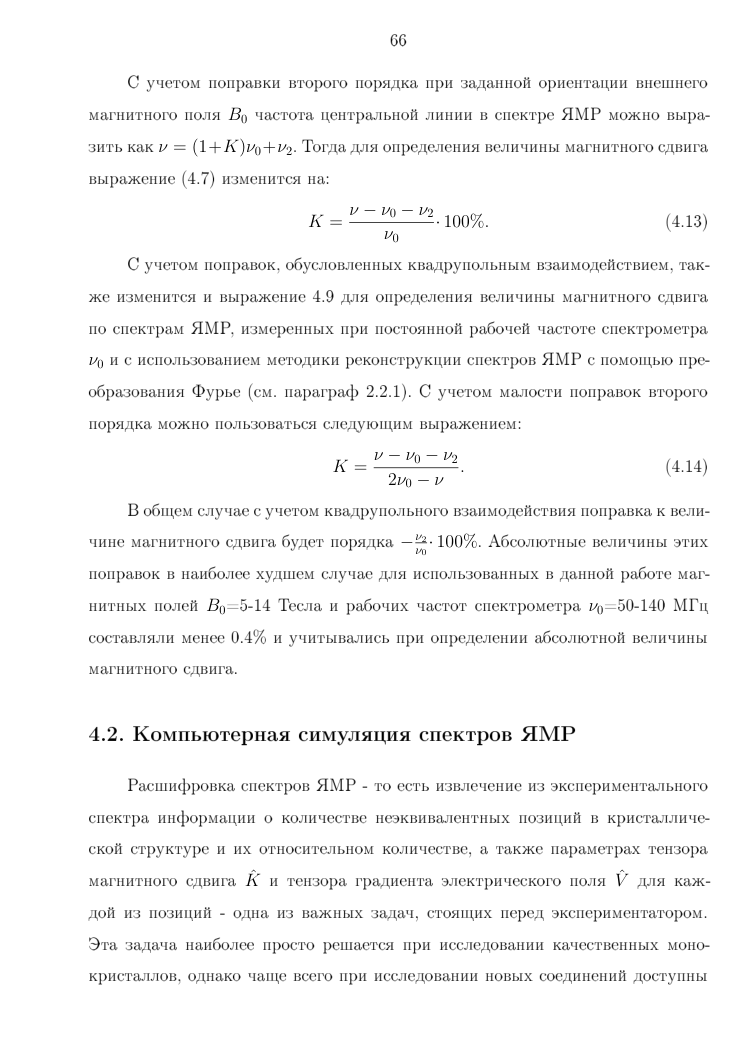 66
С учетом поправки второго порядка при заданной ориентации внешнего
магнитного поля B₀ частота центральной линии в спектре ЯМР можно выра-
зить как ν = (1+K)ν₀+ν₂. Тогда для определения величины магнитного сдвига
выражение (4.7) изменится на:
K = (ν − ν₀ − ν₂)/ν₀ · 100%. (4.13)
С учетом поправок, обусловленных квадрупольным взаимодействием, так-
же изменится и выражение 4.9 для определения величины магнитного сдвига
по спектрам ЯМР, измеренных при постоянной рабочей частоте спектрометра
ν₀ и с использованием методики реконструкции спектров ЯМР с помощью пре-
образования Фурье (см. параграф 2.2.1). С учетом малости поправок второго
порядка можно пользоваться следующим выражением:
K = (ν − ν₀ − ν₂)/(2ν₀ − ν). (4.14)
В общем случае с учетом квадрупольного взаимодействия поправка к вели-
чине магнитного сдвига будет порядка −ν₂/ν₀ · 100%. Абсолютные величины этих
поправок в наиболее худшем случае для использованных в данной работе маг-
нитных полей B₀=5-14 Тесла и рабочих частот спектрометра ν₀=50-140 МГц
составляли менее 0.4% и учитывались при определении абсолютной величины
магнитного сдвига.
4.2. Компьютерная симуляция спектров ЯМР
Расшифровка спектров ЯМР - то есть извлечение из экспериментального
спектра информации о количестве неэквивалентных позиций в кристалличе-
ской структуре и их относительном количестве, а также параметрах тензора
магнитного сдвига K̂ и тензора градиента электрического поля V̂ для каж-
дой из позиций - одна из важных задач, стоящих перед экспериментатором.
Эта задача наиболее просто решается при исследовании качественных моно-
кристаллов, однако чаще всего при исследовании новых соединений доступны